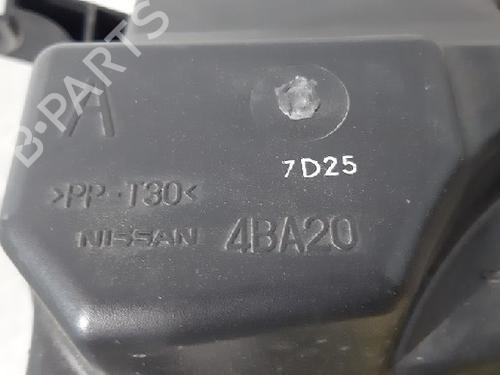 A
7D25
>PP-T30<
NISSAN 4BA20
B-PARTS